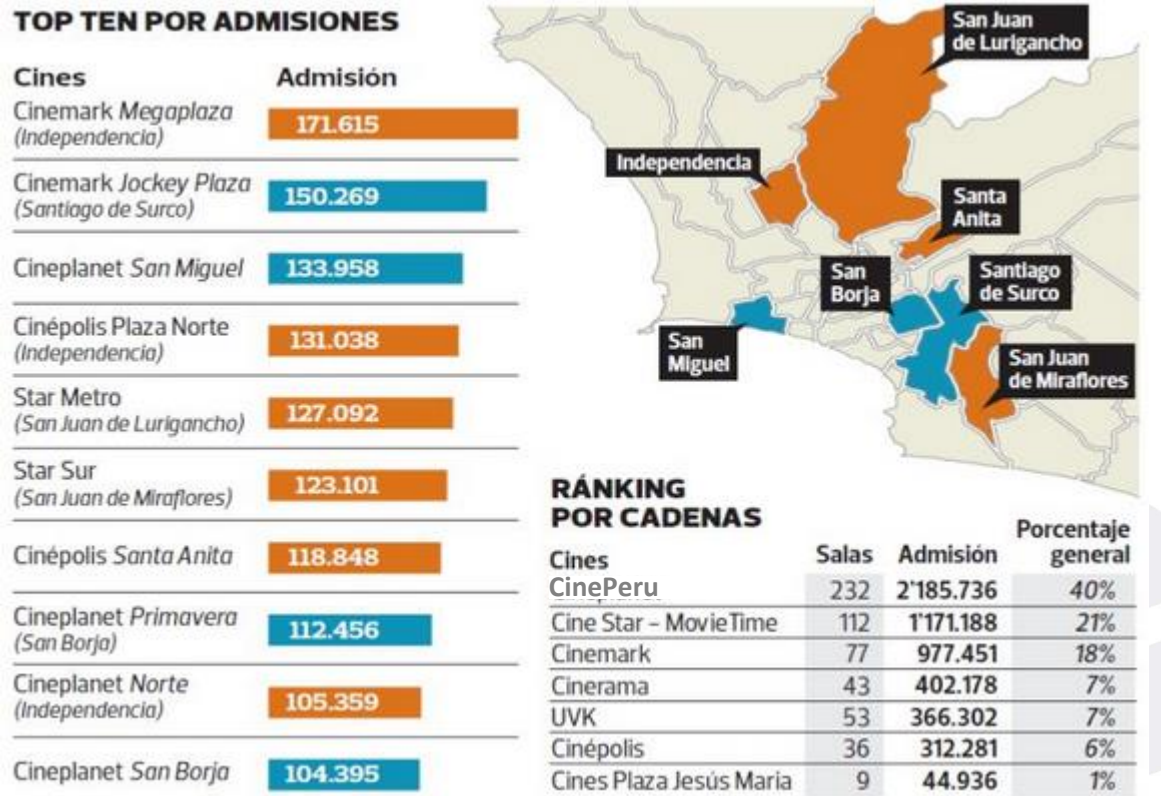 TOP TEN POR ADMISIONES
Cines Admisión
Cinemark Megaplaza
(Independencia)
171.615
Cinemark Jockey Plaza
(Santiago de Surco)
150.269
Cineplanet San Miguel
133.958
Cinépolis Plaza Norte
(Independencia)
131.038
Star Metro
(San Juan de Lurigancho)
127.092
Star Sur
(San Juan de Miraflores)
123.101
Cinépolis Santa Anita
118.848
Cineplanet Primavera
(San Borja)
112.456
Cineplanet Norte
(Independencia)
105.359
Cineplanet San Borja
104.395
San Juan
de Lurigancho
Independencia
Santa
Anita
San
Borja
Santiago
de Surco
San
Miguel
San Juan
de Miraflores
RÁNKING
POR CADENAS
Cines Salas Admisión Porcentaje
general
CinePeru 232 2'185.736 40%
Cine Star – MovieTime 112 1'171.188 21%
Cinemark 77 977.451 18%
Cinerama 43 402.178 7%
UVK 53 366.302 7%
Cinépolis 36 312.281 6%
Cines Plaza Jesús Maria 9 44.936 1%